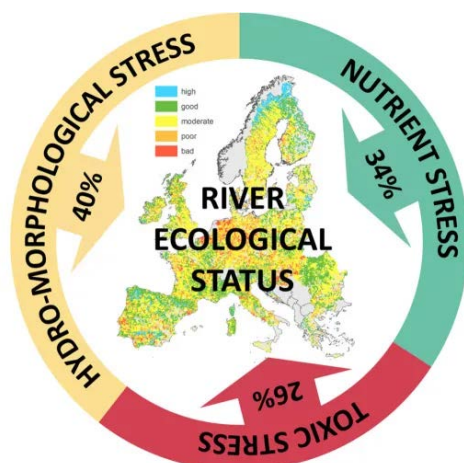 HYDRO-MORPHOLOGICAL STRESS
40%
NUTRIENT STRESS
34%
TOXIC STRESS
26%
high
good
moderate
poor
bad
RIVER
ECOLOGICAL
STATUS